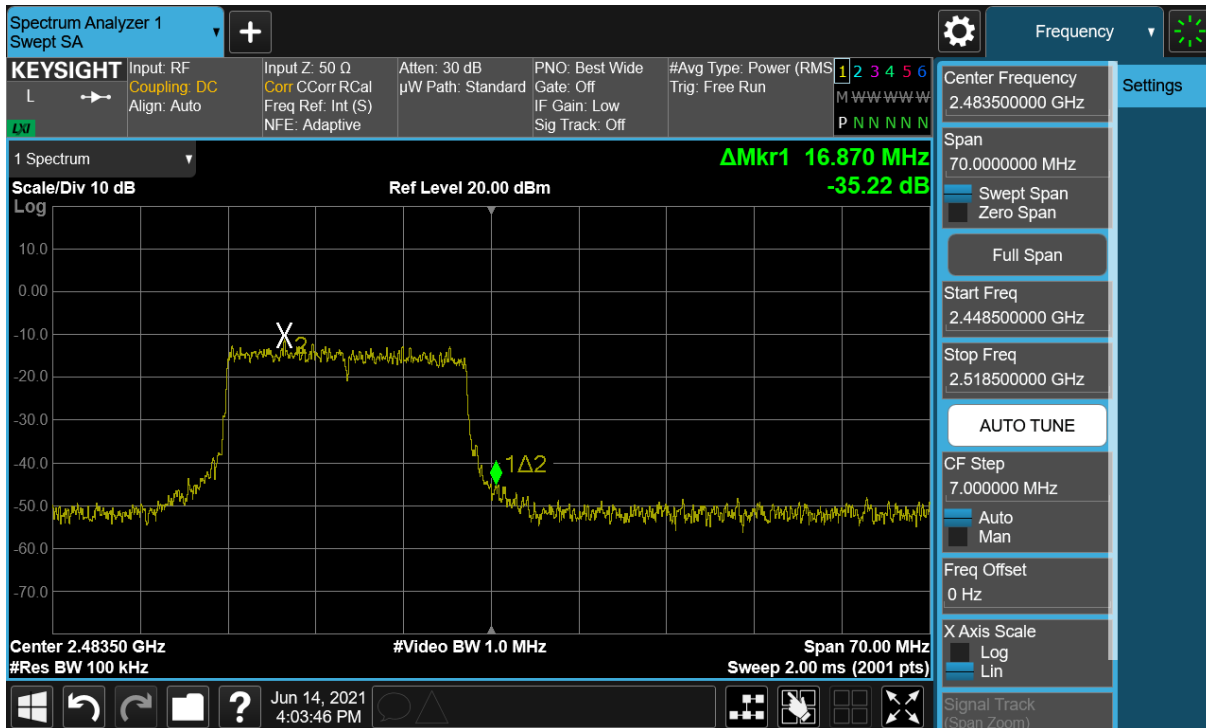 Spectrum Analyzer 1
Swept SA
+
Frequency
KEYSIGHT
L
LXI
Input: RF
Coupling: DC
Align: Auto
Input Z: 50 Ω
Corr CCorr RCal
Freq Ref: Int (S)
NFE: Adaptive
Atten: 30 dB
µW Path: Standard
PNO: Best Wide
Gate: Off
IF Gain: Low
Sig Track: Off
#Avg Type: Power (RMS
Trig: Free Run
1 2 3 4 5 6
M W W W W W
P N N N N N
1 Spectrum
ΔMkr1 16.870 MHz
-35.22 dB
Scale/Div 10 dB
Ref Level 20.00 dBm
Log
10.0
0.00
-10.0
-20.0
-30.0
-40.0
-50.0
-60.0
-70.0
X2
1Δ2
Center 2.48350 GHz
#Video BW 1.0 MHz
Span 70.00 MHz
#Res BW 100 kHz
Sweep 2.00 ms (2001 pts)
?
Jun 14, 2021
4:03:46 PM
Center Frequency
2.483500000 GHz
Span
70.0000000 MHz
Swept Span
Zero Span
Full Span
Start Freq
2.448500000 GHz
Stop Freq
2.518500000 GHz
AUTO TUNE
CF Step
7.000000 MHz
Auto
Man
Freq Offset
0 Hz
X Axis Scale
Log
Lin
Signal Track
(Span Zoom)
Settings